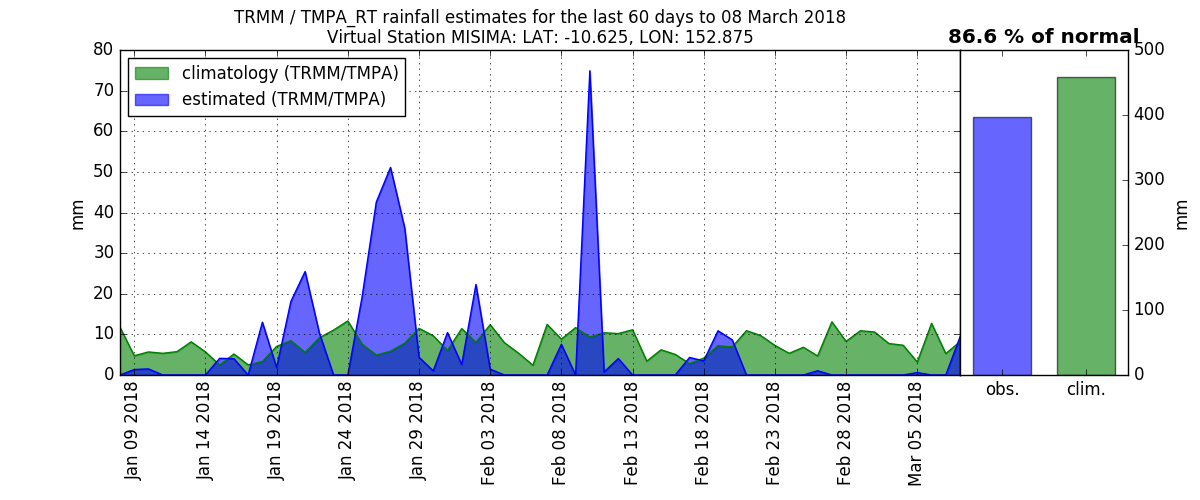 TRMM / TMPA_RT rainfall estimates for the last 60 days to 08 March 2018
Virtual Station MISIMA: LAT: -10.625, LON: 152.875
86.6 % of normal
climatology (TRMM/TMPA)
estimated (TRMM/TMPA)
80
70
60
50
40
30
20
10
0
mm
Jan 09 2018
Jan 14 2018
Jan 19 2018
Jan 24 2018
Jan 29 2018
Feb 03 2018
Feb 08 2018
Feb 13 2018
Feb 18 2018
Feb 23 2018
Feb 28 2018
Mar 05 2018
500
400
300
200
100
0
mm
obs.
clim.